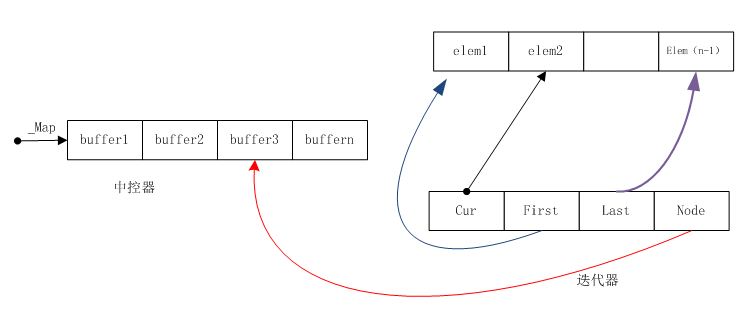 elem1 elem2 Elem（n-1）
_Map
buffer1 buffer2 buffer3 buffern
中控器
Cur First Last Node
迭代器